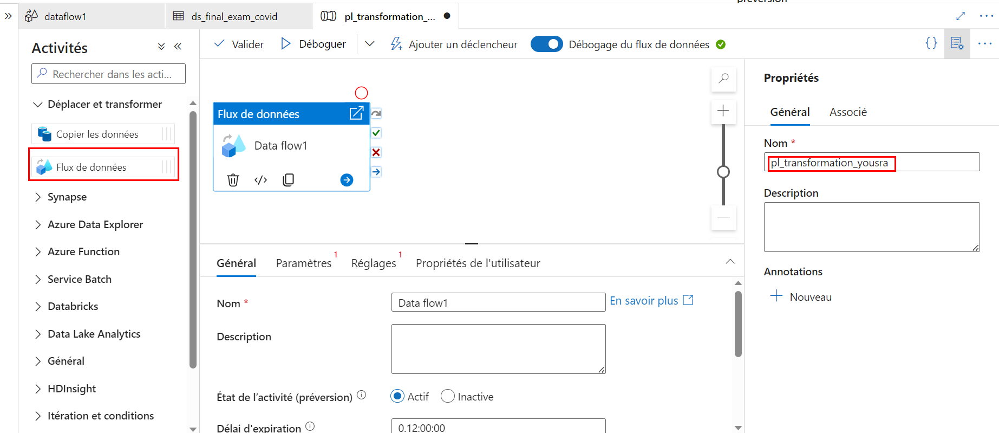 préversion
dataflow1
ds_final_exam_covid
pl_transformation_...
Activités
Rechercher dans les acti...
Déplacer et transformer
Copier les données
Flux de données
Synapse
Azure Data Explorer
Azure Function
Service Batch
Databricks
Data Lake Analytics
Général
HDInsight
Itération et conditions
Valider
Déboguer
Ajouter un déclencheur
Débogage du flux de données
{}
Flux de données
Data flow1
</>
Général
Paramètres 1
Réglages 1
Propriétés de l'utilisateur
Nom *
Data flow1
En savoir plus
Description
État de l’activité (préversion)
Actif
Inactive
Délai d'expiration
0.12:00:00
Propriétés
Général
Associé
Nom *
pl_transformation_yousra
Description
Annotations
Nouveau